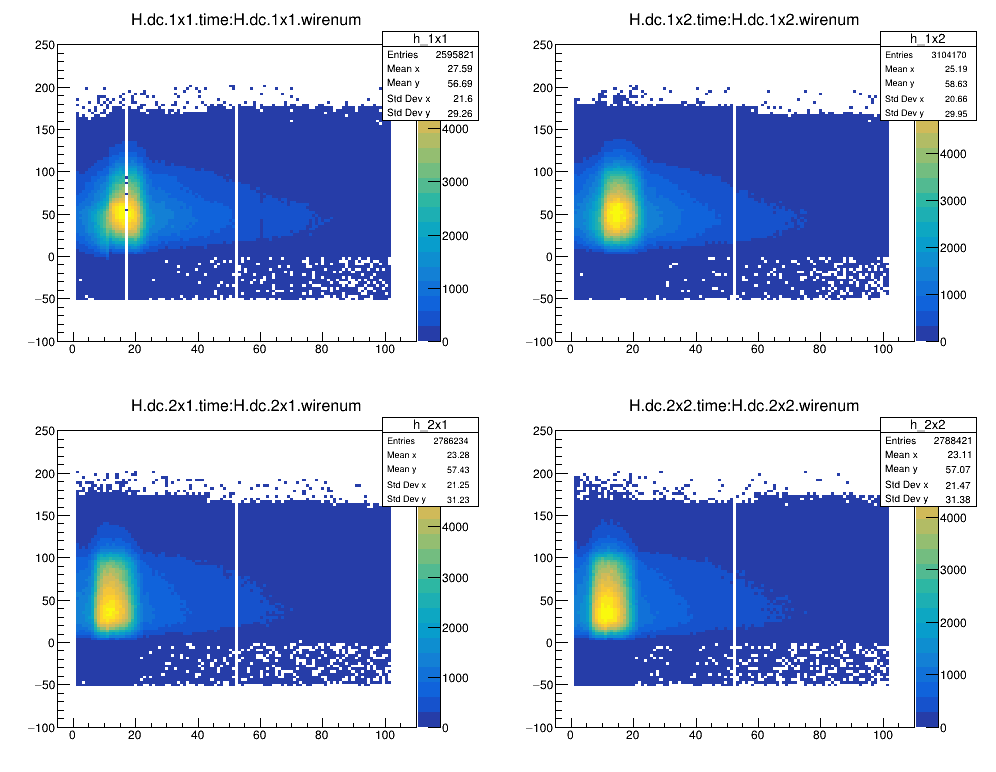 H.dc.1x1.time:H.dc.1x1.wirenum
h_1x1
Entries 2595821
Mean x 27.59
Mean y 56.69
Std Dev x 21.6
Std Dev y 29.26
250
200
150
100
50
0
−50
−100
0 20 40 60 80 100
4000
3000
2000
1000
0
H.dc.1x2.time:H.dc.1x2.wirenum
h_1x2
Entries 3104170
Mean x 25.19
Mean y 58.63
Std Dev x 20.66
Std Dev y 29.95
250
200
150
100
50
0
−50
−100
0 20 40 60 80 100
4000
3000
2000
1000
0
H.dc.2x1.time:H.dc.2x1.wirenum
h_2x1
Entries 2786234
Mean x 23.28
Mean y 57.43
Std Dev x 21.25
Std Dev y 31.23
250
200
150
100
50
0
−50
−100
0 20 40 60 80 100
4000
3000
2000
1000
0
H.dc.2x2.time:H.dc.2x2.wirenum
h_2x2
Entries 2788421
Mean x 23.11
Mean y 57.07
Std Dev x 21.47
Std Dev y 31.38
250
200
150
100
50
0
−50
−100
0 20 40 60 80 100
4000
3000
2000
1000
0